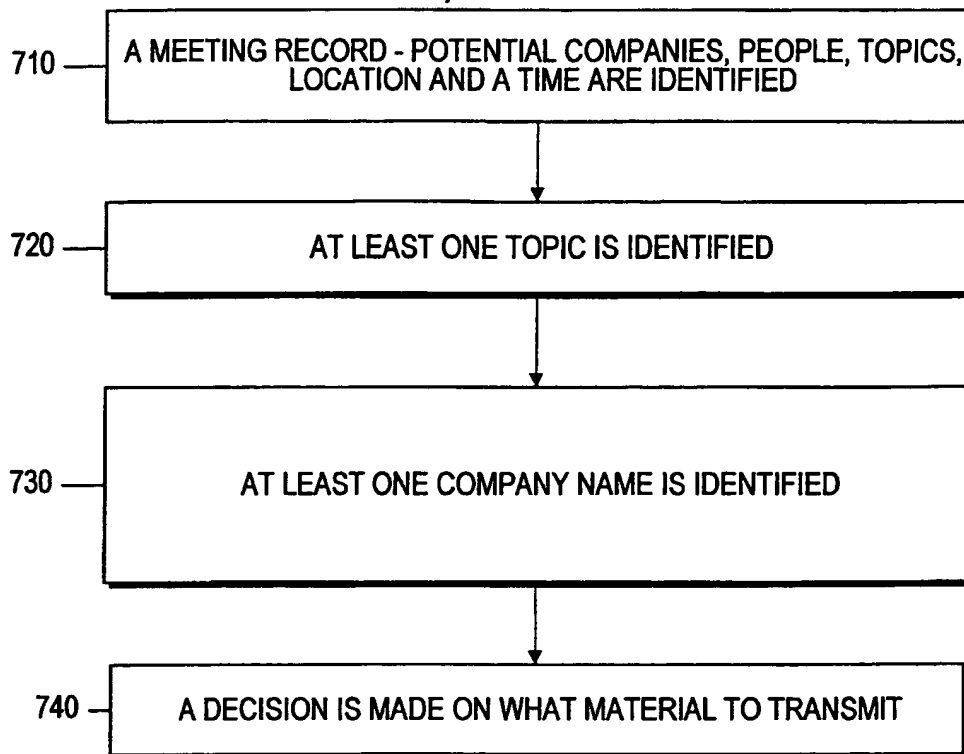 710 A MEETING RECORD - POTENTIAL COMPANIES, PEOPLE, TOPICS,
LOCATION AND A TIME ARE IDENTIFIED
720 AT LEAST ONE TOPIC IS IDENTIFIED
730 AT LEAST ONE COMPANY NAME IS IDENTIFIED
740 A DECISION IS MADE ON WHAT MATERIAL TO TRANSMIT